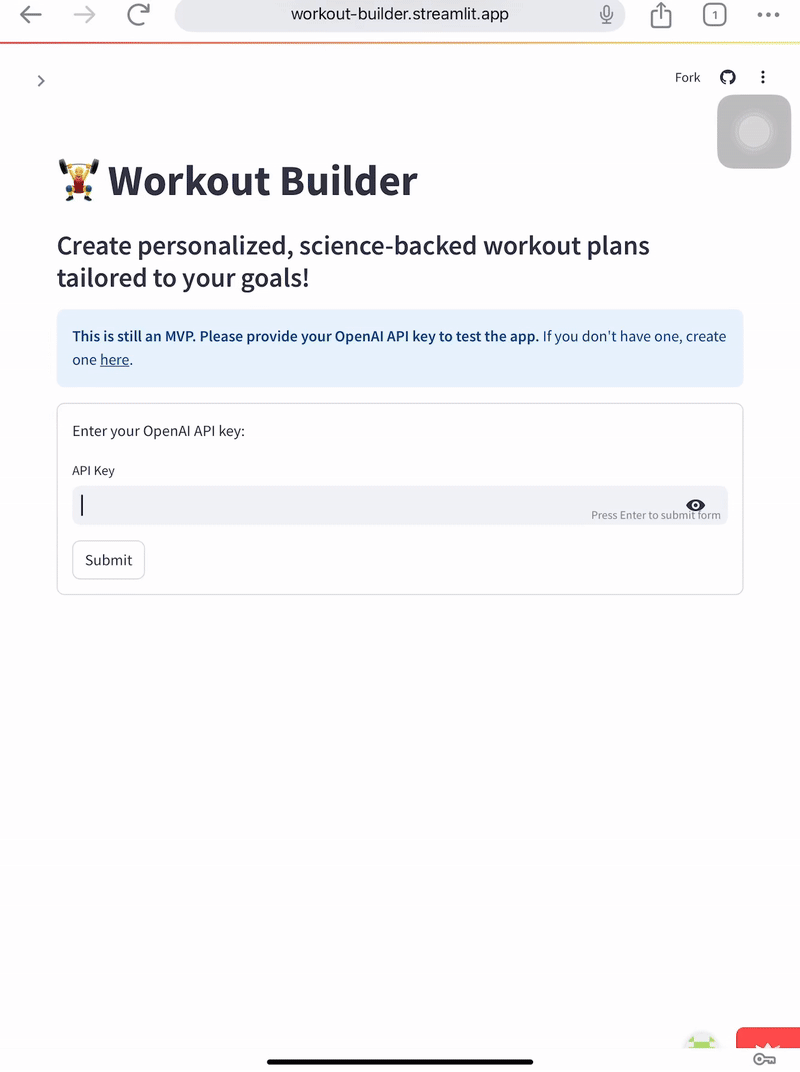 workout-builder.streamlit.app
1
Fork
Workout Builder
Create personalized, science-backed workout plans
tailored to your goals!
This is still an MVP. Please provide your OpenAI API key to test the app. If you don't have one, create
one here.
Enter your OpenAI API key:
API Key
Press Enter to submit form
Submit